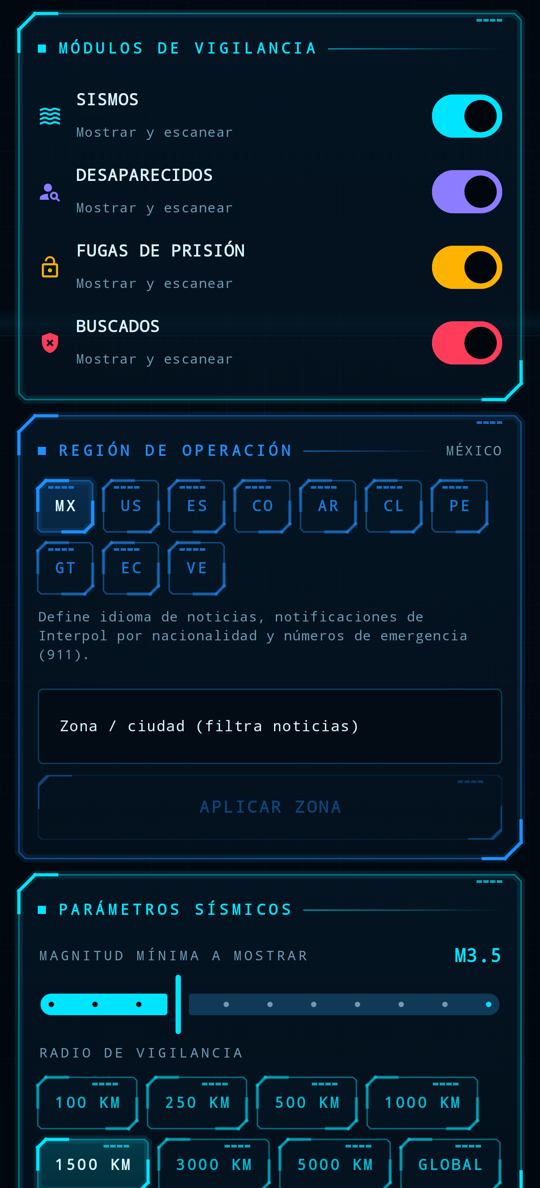 MÓDULOS DE VIGILANCIA
SISMOS
Mostrar y escanear
DESAPARECIDOS
Mostrar y escanear
FUGAS DE PRISIÓN
Mostrar y escanear
BUSCADOS
Mostrar y escanear
REGIÓN DE OPERACIÓN MÉXICO
MX US ES CO AR CL PE
GT EC VE
Define idioma de noticias, notificaciones de
Interpol por nacionalidad y números de emergencia
(911).
Zona / ciudad (filtra noticias)
APLICAR ZONA
PARÁMETROS SÍSMICOS
MAGNITUD MÍNIMA A MOSTRAR M3.5
RADIO DE VIGILANCIA
100 KM 250 KM 500 KM 1000 KM
1500 KM 3000 KM 5000 KM GLOBAL